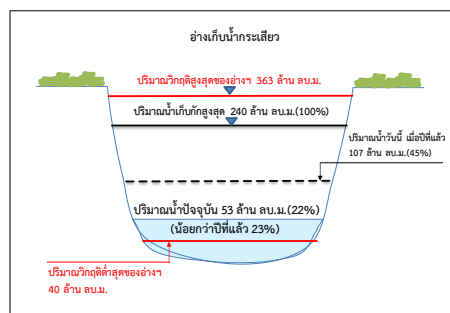 อ่างเก็บน้ำกระเสียว
ปริมาณวิกฤติสูงสุดของอ่างฯ 363 ล้าน ลบ.ม.
ปริมาณน้ำเก็บกักสูงสุด 240 ล้าน ลบ.ม.(100%)
ปริมาณน้ำวันนี้ เมื่อปีที่แล้ว
107 ล้าน ลบ.ม.(45%)
ปริมาณน้ำปัจจุบัน 53 ล้าน ลบ.ม.(22%)
(น้อยกว่าปีที่แล้ว 23%)
ปริมาณวิกฤติต่ำสุดของอ่างฯ
40 ล้าน ลบ.ม.